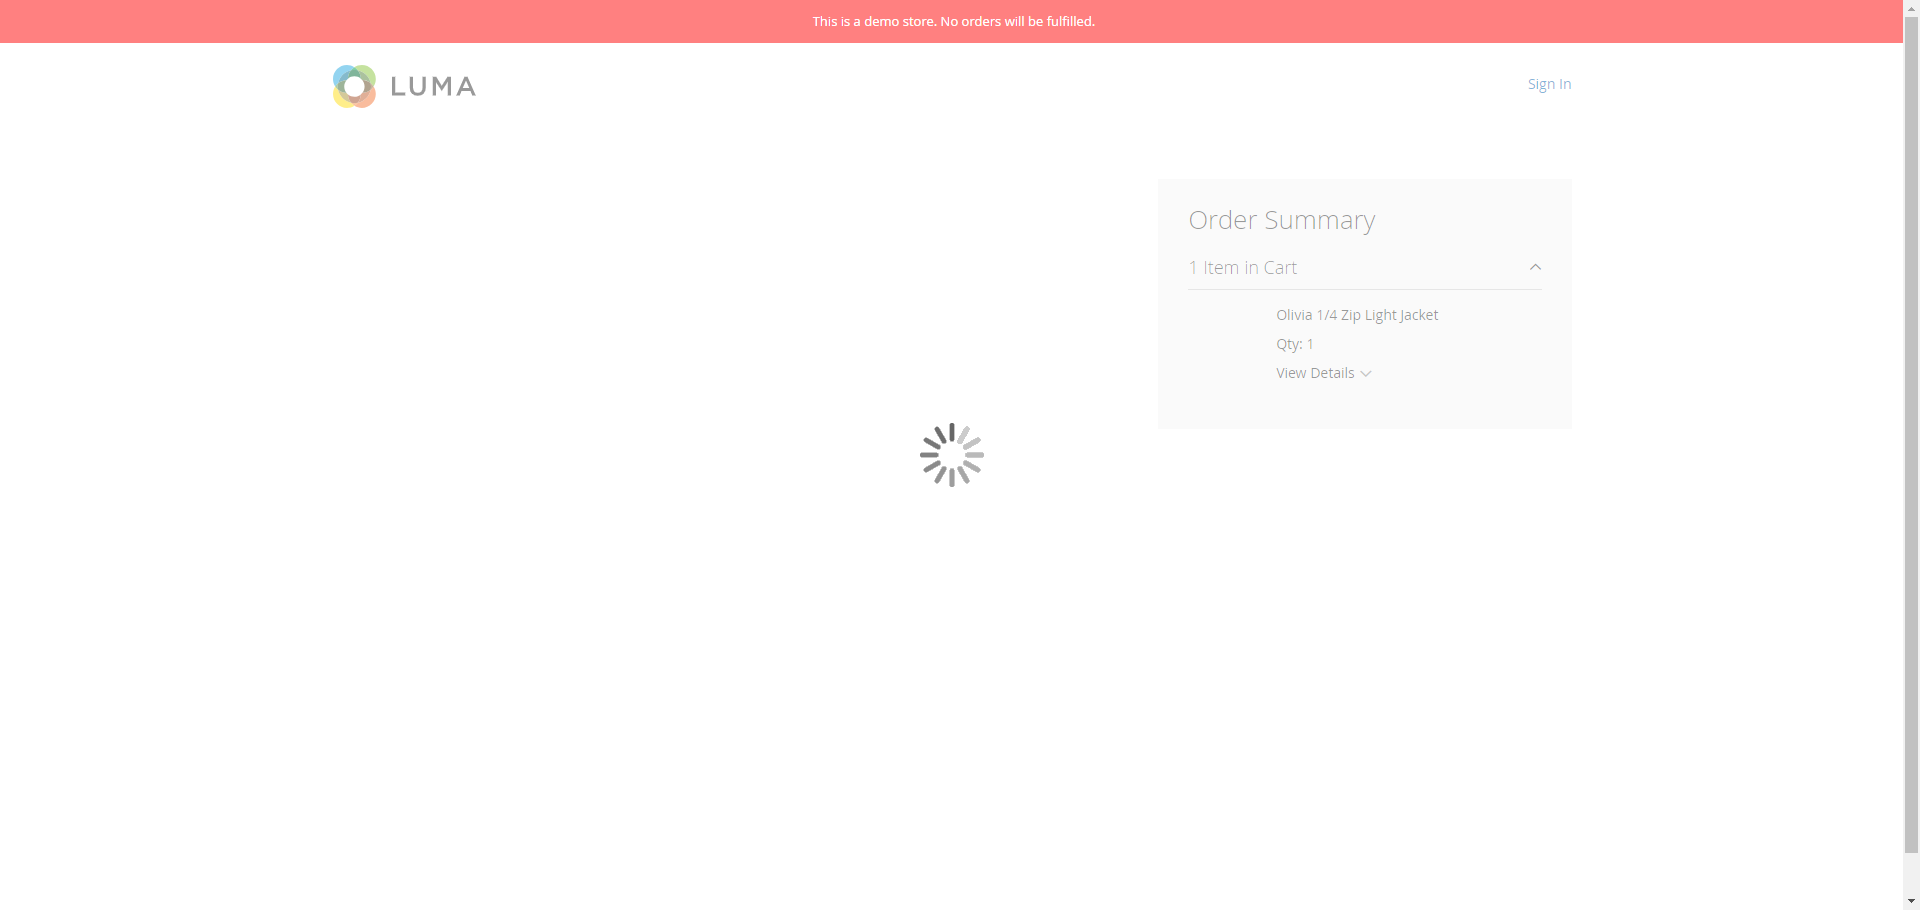 This is a demo store. No orders will be fulfilled.
LUMA
Sign In
Order Summary
1 Item in Cart
Olivia 1/4 Zip Light Jacket
Qty: 1
View Details